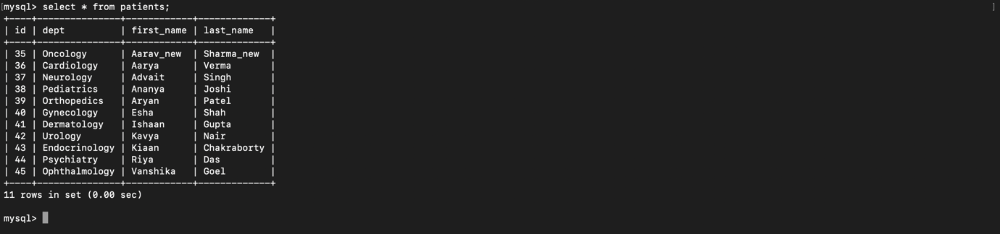 [mysql> select * from patients; ]
+----+---------------+------------+-------------+
| id | dept          | first_name | last_name   |
+----+---------------+------------+-------------+
| 35 | Oncology      | Aarav_new  | Sharma_new  |
| 36 | Cardiology    | Aarya      | Verma       |
| 37 | Neurology     | Advait     | Singh       |
| 38 | Pediatrics    | Ananya     | Joshi       |
| 39 | Orthopedics   | Aryan      | Patel       |
| 40 | Gynecology    | Esha       | Shah        |
| 41 | Dermatology   | Ishaan     | Gupta       |
| 42 | Urology       | Kavya      | Nair        |
| 43 | Endocrinology | Kiaan      | Chakraborty |
| 44 | Psychiatry    | Riya       | Das         |
| 45 | Ophthalmology | Vanshika   | Goel        |
+----+---------------+------------+-------------+
11 rows in set (0.00 sec)
mysql>